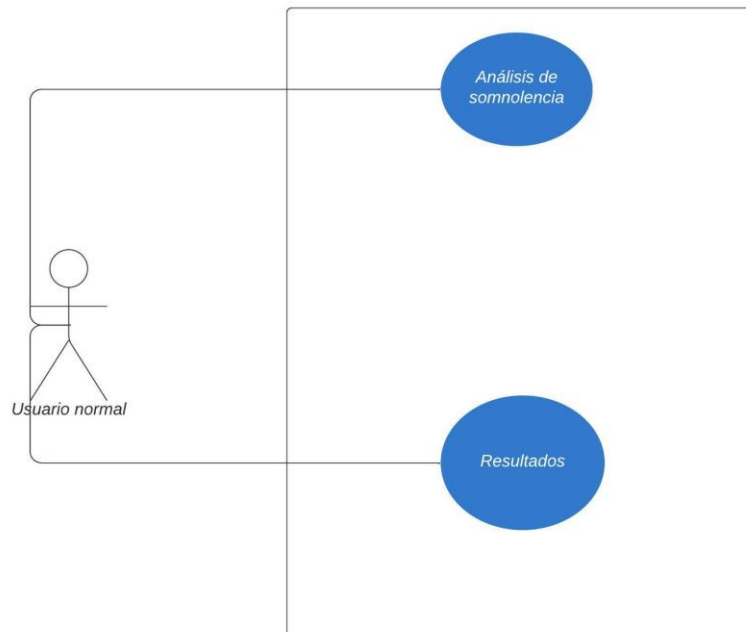 Análisis de
somnolencia
Usuario normal
Resultados